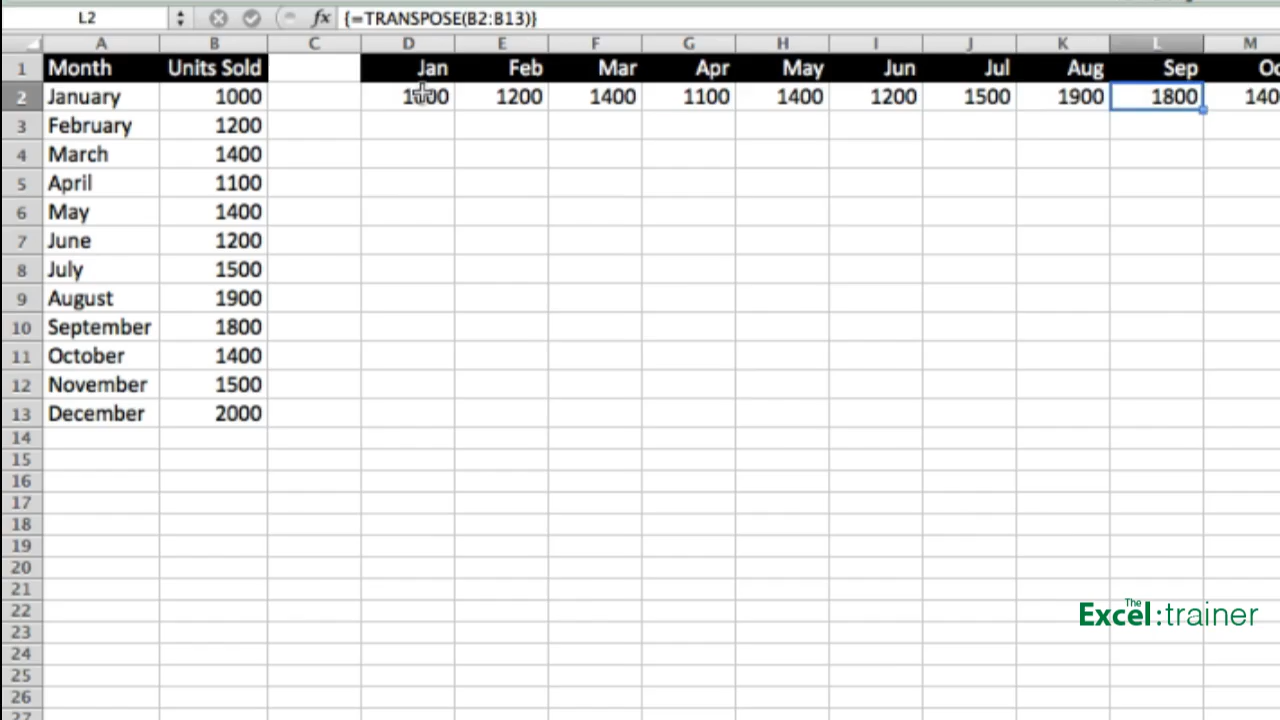 L2 fx {=TRANSPOSE(B2:B13)}
A B C D E F G H I J K L M
1 Month Units Sold Jan Feb Mar Apr May Jun Jul Aug Sep
2 January 1000 1200 1400 1100 1400 1200 1500 1900 1800
3 February 1200
4 March 1400
5 April 1100
6 May 1400
7 June 1200
8 July 1500
9 August 1900
10 September 1800
11 October 1400
12 November 1500
13 December 2000
14
15
16
17
18
19
20
21
22
23
24
25
26
27
The Excel:trainer